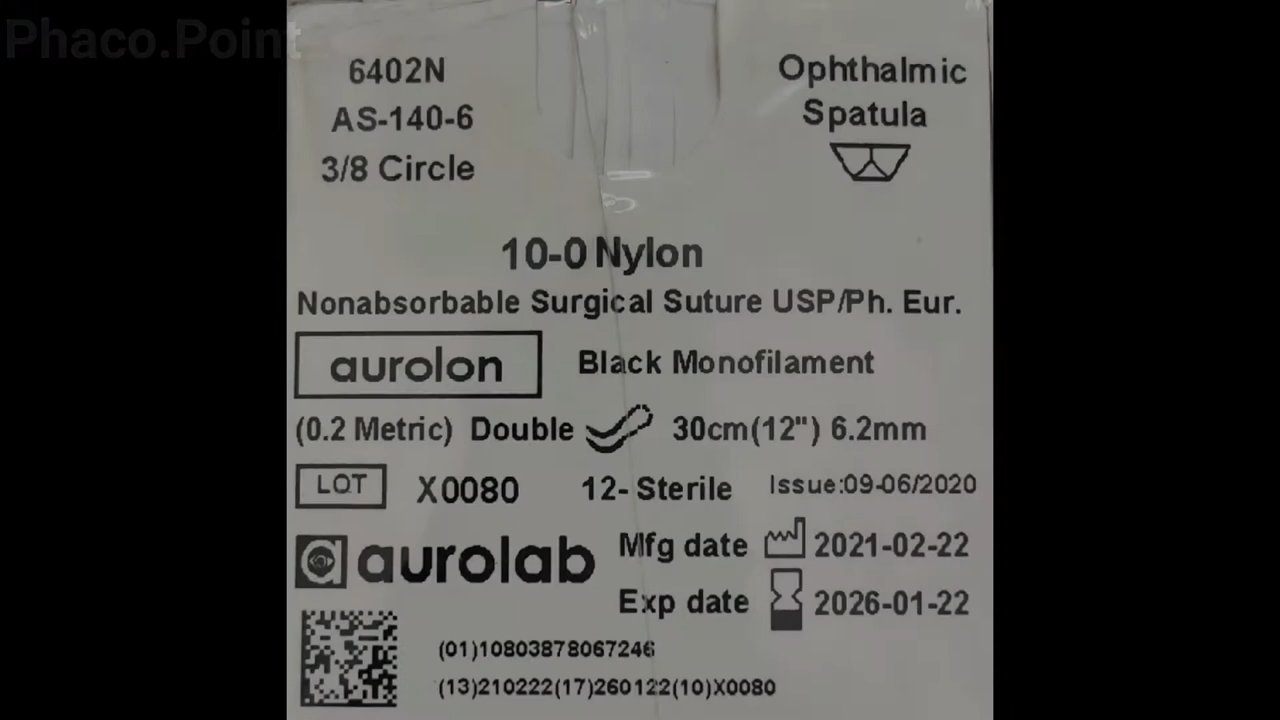 Phaco.Point
6402N
AS-140-6
3/8 Circle
Ophthalmic
Spatula
10-0 Nylon
Nonabsorbable Surgical Suture USP/Ph. Eur.
aurolon Black Monofilament
(0.2 Metric) Double 30cm(12") 6.2mm
LOT X0080 12- Sterile Issue:09-06/2020
aurolab
Mfg date 2021-02-22
Exp date 2026-01-22
(01)10803878067246
(13)210222(17)260122(10)X0080